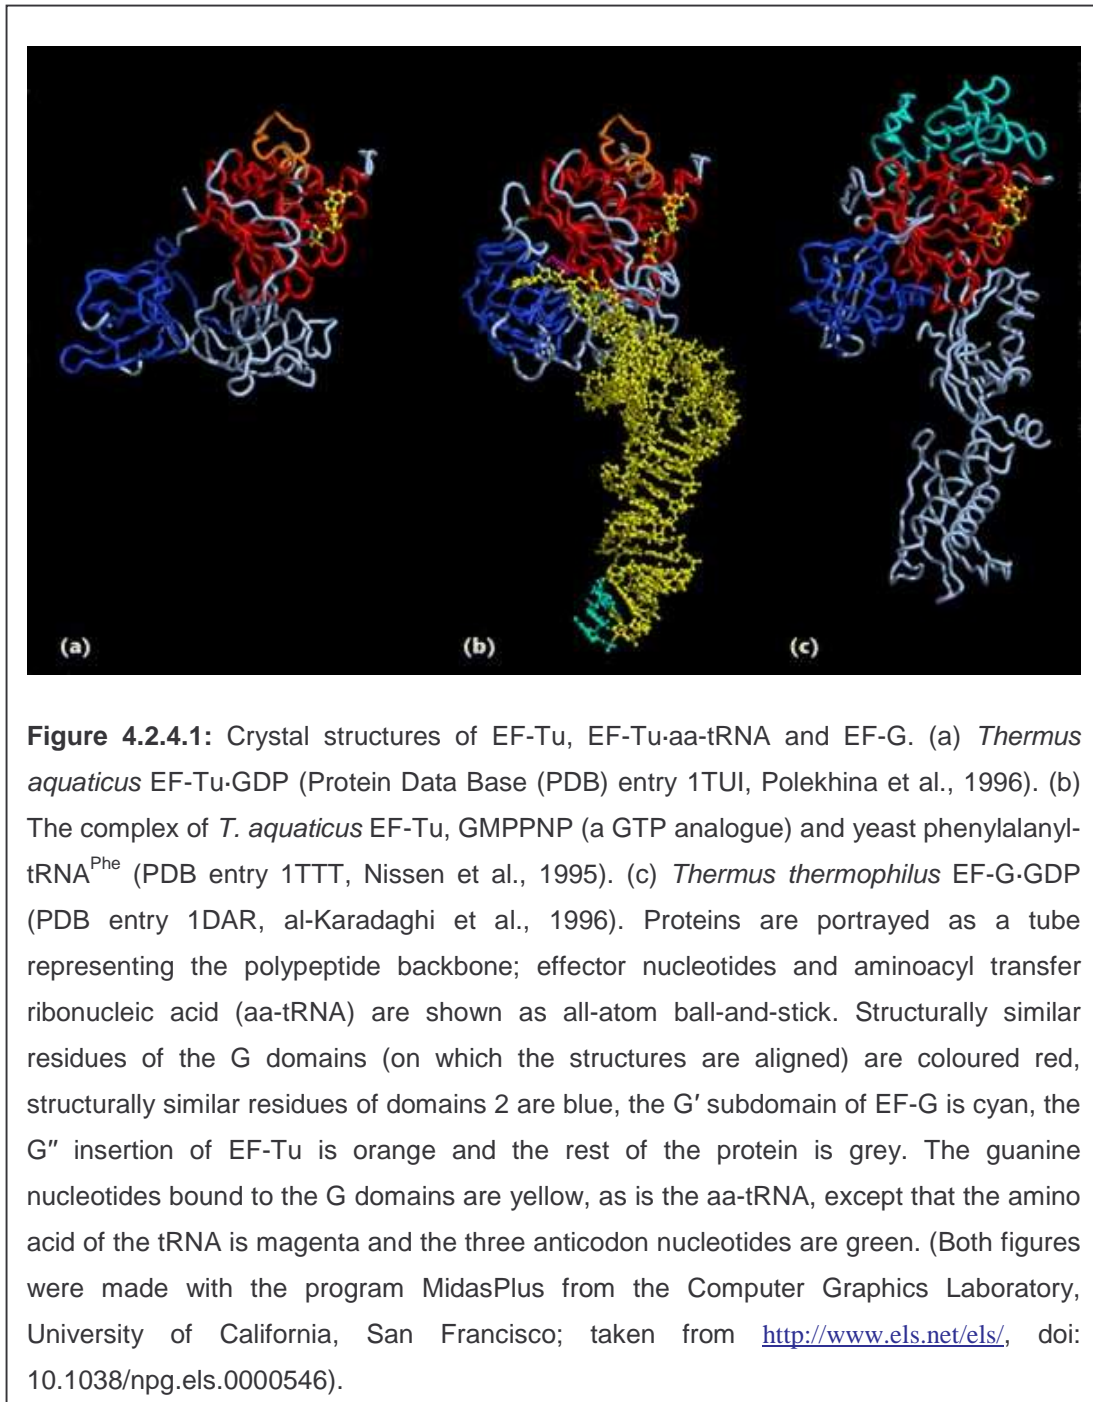 (a)
(b)
(c)
Figure 4.2.4.1: Crystal structures of EF-Tu, EF-Tu·aa-tRNA and EF-G. (a) Thermus
aquaticus EF-Tu·GDP (Protein Data Base (PDB) entry 1TUI, Polekhina et al., 1996). (b)
The complex of T. aquaticus EF-Tu, GMPPNP (a GTP analogue) and yeast phenylalanyl-
tRNAPhe (PDB entry 1TTT, Nissen et al., 1995). (c) Thermus thermophilus EF-G·GDP
(PDB entry 1DAR, al-Karadaghi et al., 1996). Proteins are portrayed as a tube
representing the polypeptide backbone; effector nucleotides and aminoacyl transfer
ribonucleic acid (aa-tRNA) are shown as all-atom ball-and-stick. Structurally similar
residues of the G domains (on which the structures are aligned) are coloured red,
structurally similar residues of domains 2 are blue, the G′ subdomain of EF-G is cyan, the
G″ insertion of EF-Tu is orange and the rest of the protein is grey. The guanine
nucleotides bound to the G domains are yellow, as is the aa-tRNA, except that the amino
acid of the tRNA is magenta and the three anticodon nucleotides are green. (Both figures
were made with the program MidasPlus from the Computer Graphics Laboratory,
University of California, San Francisco; taken from http://www.els.net/els/, doi:
10.1038/npg.els.0000546).